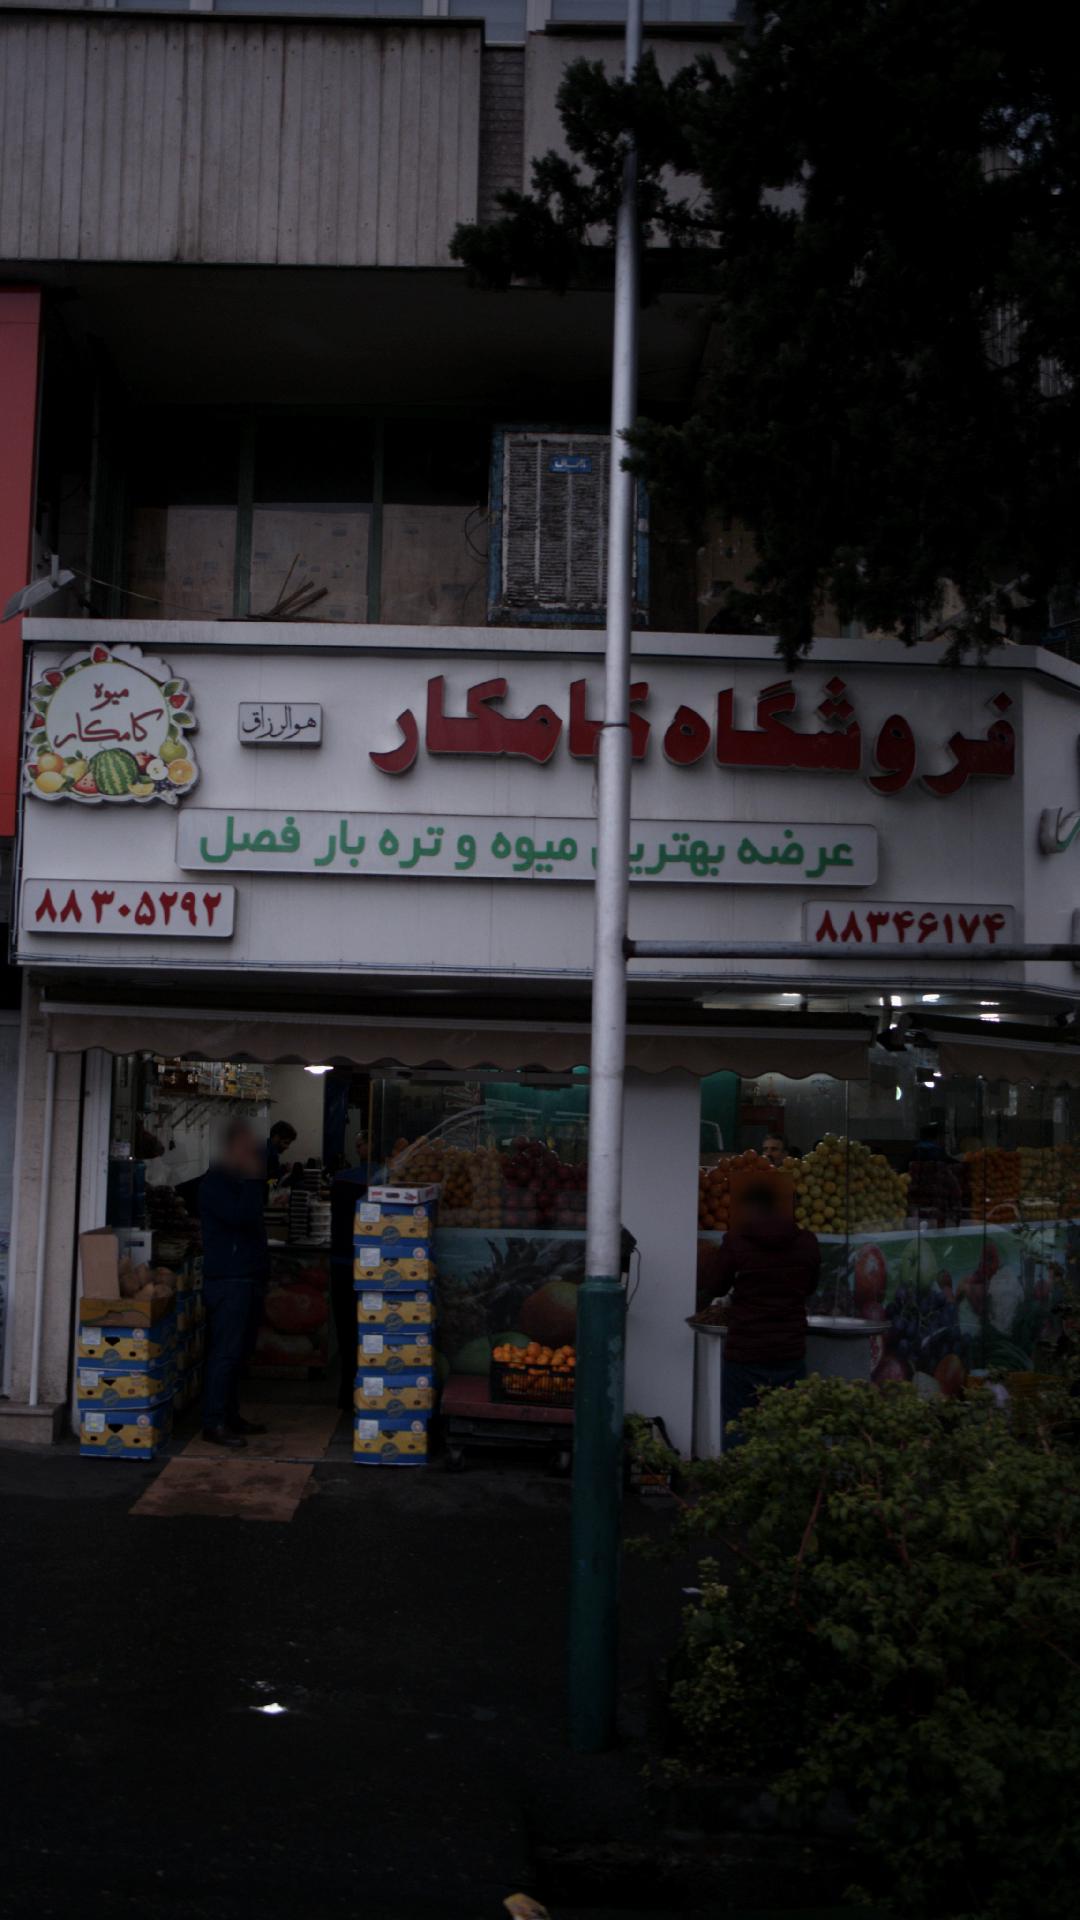 فروشگاه کامکار
هوالرزاق
میوه
کامکار
عرضه بهترین میوه و تره بار فصل
۸۸۳۴۶۱۷۴
۸۸۳۰۵۲۹۲